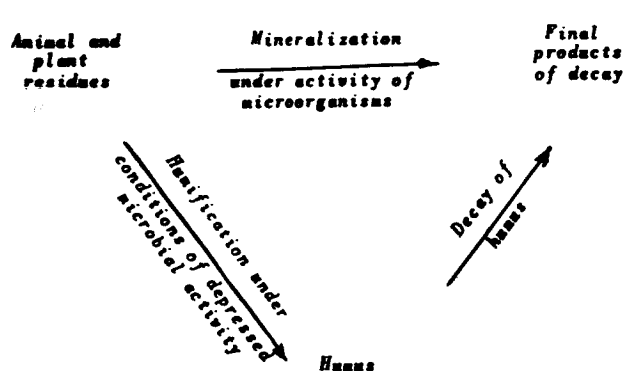 Animal and
plant
residues
Mineralization
under activity of
microorganisms
Final
products
of decay
Humification under
conditions of depressed
microbial activity
Decay of
humus
Humus